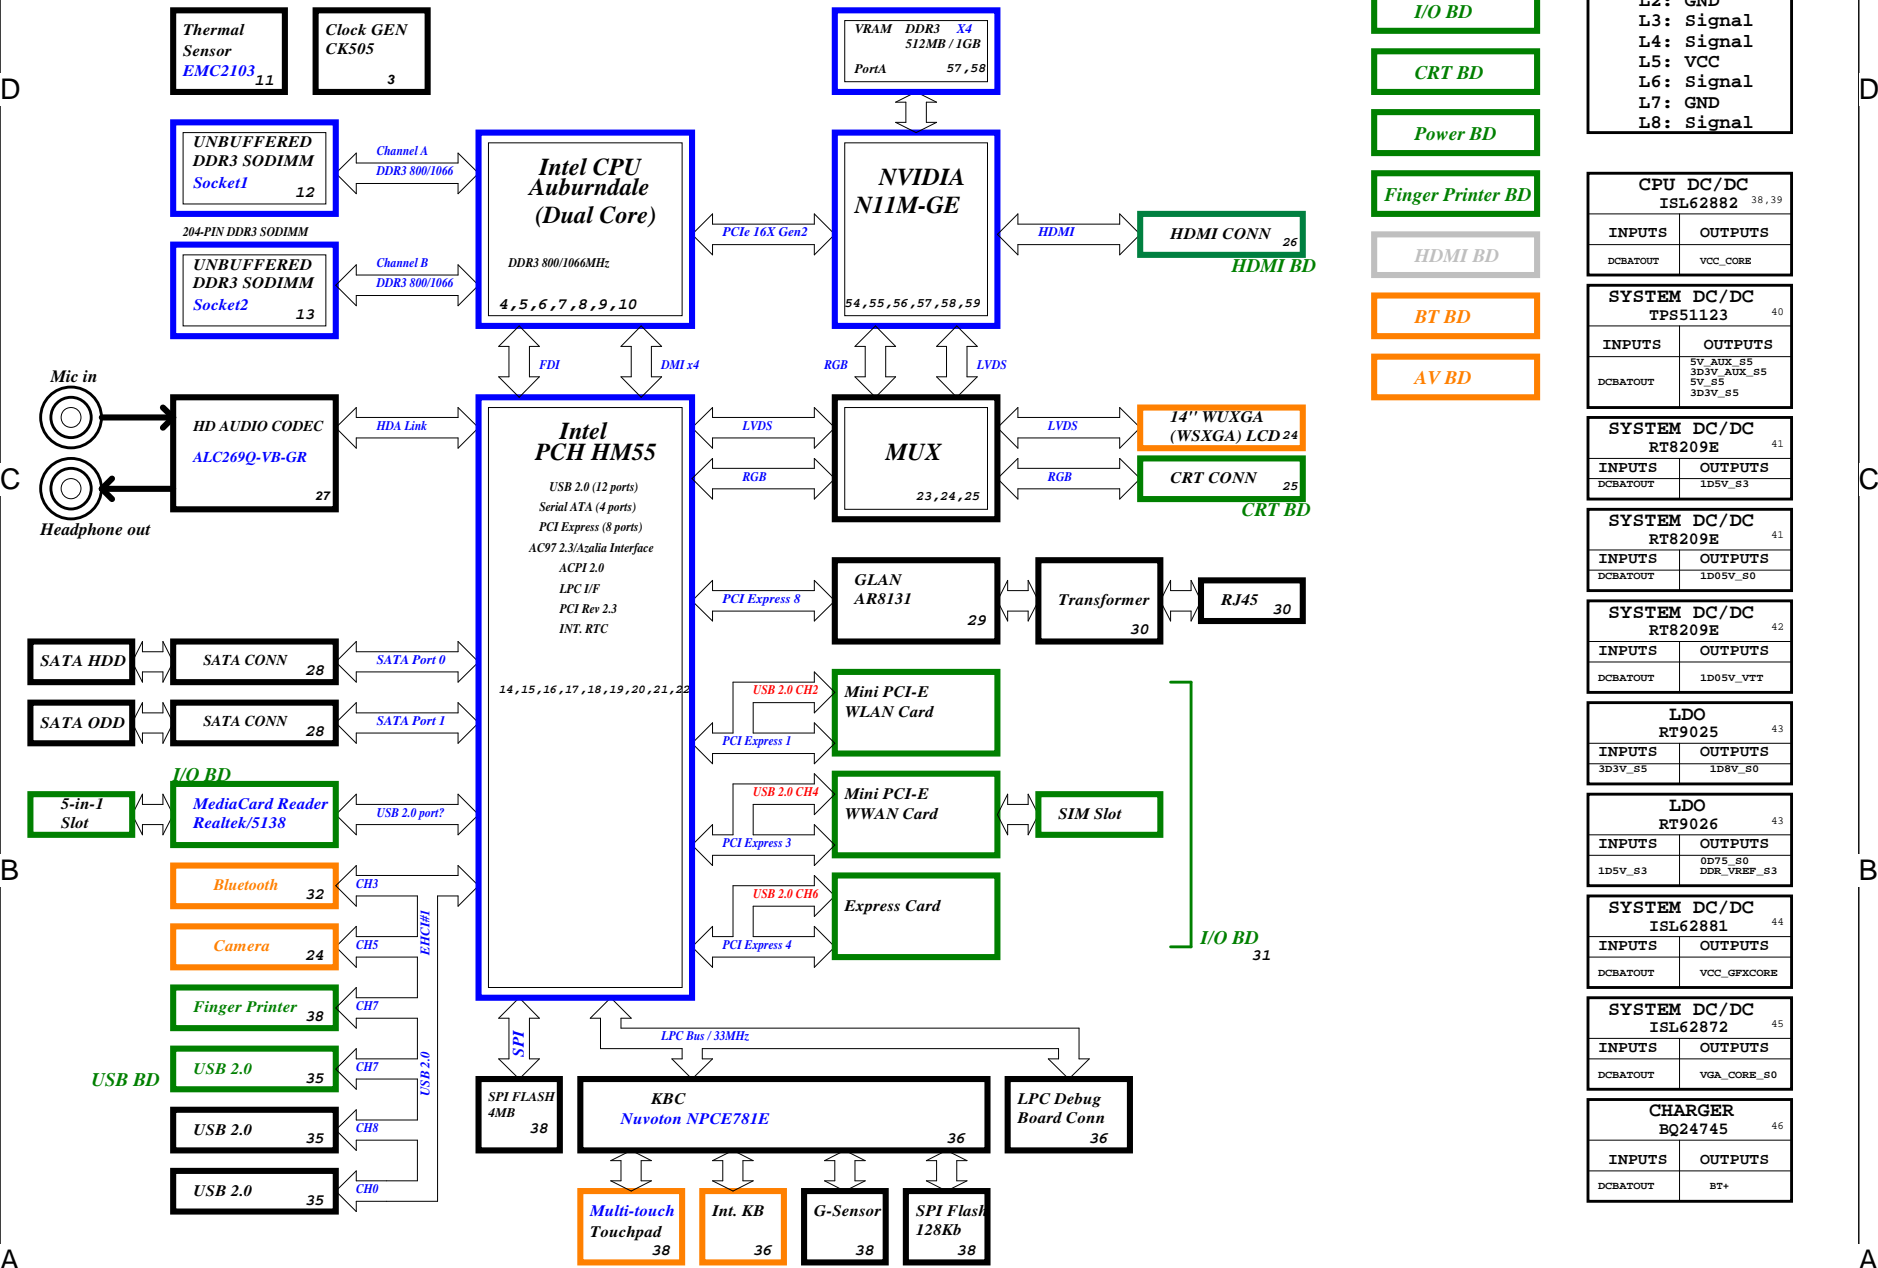 Thermal
Sensor
EMC2103
11
Clock GEN
CK505
3
VRAM DDR3 X4
512MB / 1GB
PortA
57,58
I/O BD
CRT BD
Power BD
Finger Printer BD
HDMI BD
BT BD
AV BD
L2: GND
L3: Signal
L4: Signal
L5: VCC
L6: Signal
L7: GND
L8: Signal
D
D
UNBUFFERED
DDR3 SODIMM
Socket1
12
204-PIN DDR3 SODIMM
UNBUFFERED
DDR3 SODIMM
Socket2
13
Channel A
DDR3 800/1066
Channel B
DDR3 800/1066
Intel CPU
Auburndale
(Dual Core)
DDR3 800/1066MHz
4,5,6,7,8,9,10
PCIe 16X Gen2
NVIDIA
N11M-GE
54,55,56,57,58,59
HDMI
HDMI CONN
26
HDMI BD
FDI
DMI x4
RGB
LVDS
Mic in
Headphone out
HD AUDIO CODEC
ALC269Q-VB-GR
27
HDA Link
Intel
PCH HM55
USB 2.0 (12 ports)
Serial ATA (4 ports)
PCI Express (8 ports)
AC97 2.3/Azalia Interface
ACPI 2.0
LPC I/F
PCI Rev 2.3
INT. RTC
14,15,16,17,18,19,20,21,22
LVDS
RGB
MUX
23,24,25
LVDS
RGB
14'' WUXGA
(WSXGA) LCD
24
CRT CONN
25
CRT BD
C
C
PCI Express 8
GLAN
AR8131
29
Transformer
30
RJ45
30
SATA HDD
SATA CONN
28
SATA Port 0
SATA ODD
SATA CONN
28
SATA Port 1
I/O BD
5-in-1
Slot
MediaCard Reader
Realtek/5138
USB 2.0 port?
USB 2.0 CH2
PCI Express 1
Mini PCI-E
WLAN Card
USB 2.0 CH4
PCI Express 3
Mini PCI-E
WWAN Card
SIM Slot
USB 2.0 CH6
PCI Express 4
Express Card
I/O BD
31
B
B
Bluetooth
32
CH3
Camera
24
CH5
Finger Printer
38
CH7
USB BD
USB 2.0
35
CH7
USB 2.0
35
CH8
USB 2.0
35
CH0
EHCI#1
USB 2.0
SPI
LPC Bus / 33MHz
SPI FLASH
4MB
38
KBC
Nuvoton NPCE781E
36
LPC Debug
Board Conn
36
Multi-touch
Touchpad
38
Int. KB
36
G-Sensor
38
SPI Flash
128Kb
38
A
A
CPU DC/DC
ISL62882
38,39
INPUTS OUTPUTS
DCBATOUT VCC_CORE
SYSTEM DC/DC
TPS51123
40
INPUTS OUTPUTS
DCBATOUT
5V_AUX_S5
3D3V_AUX_S5
5V_S5
3D3V_S5
SYSTEM DC/DC
RT8209E
41
INPUTS OUTPUTS
DCBATOUT 1D5V_S3
SYSTEM DC/DC
RT8209E
41
INPUTS OUTPUTS
DCBATOUT 1D05V_S0
SYSTEM DC/DC
RT8209E
42
INPUTS OUTPUTS
DCBATOUT 1D05V_VTT
LDO
RT9025
43
INPUTS OUTPUTS
3D3V_S5 1D8V_S0
LDO
RT9026
43
INPUTS OUTPUTS
1D5V_S3
0D75_S0
DDR_VREF_S3
SYSTEM DC/DC
ISL62881
44
INPUTS OUTPUTS
DCBATOUT VCC_GFXCORE
SYSTEM DC/DC
ISL62872
45
INPUTS OUTPUTS
DCBATOUT VGA_CORE_S0
CHARGER
BQ24745
46
INPUTS OUTPUTS
DCBATOUT BT+